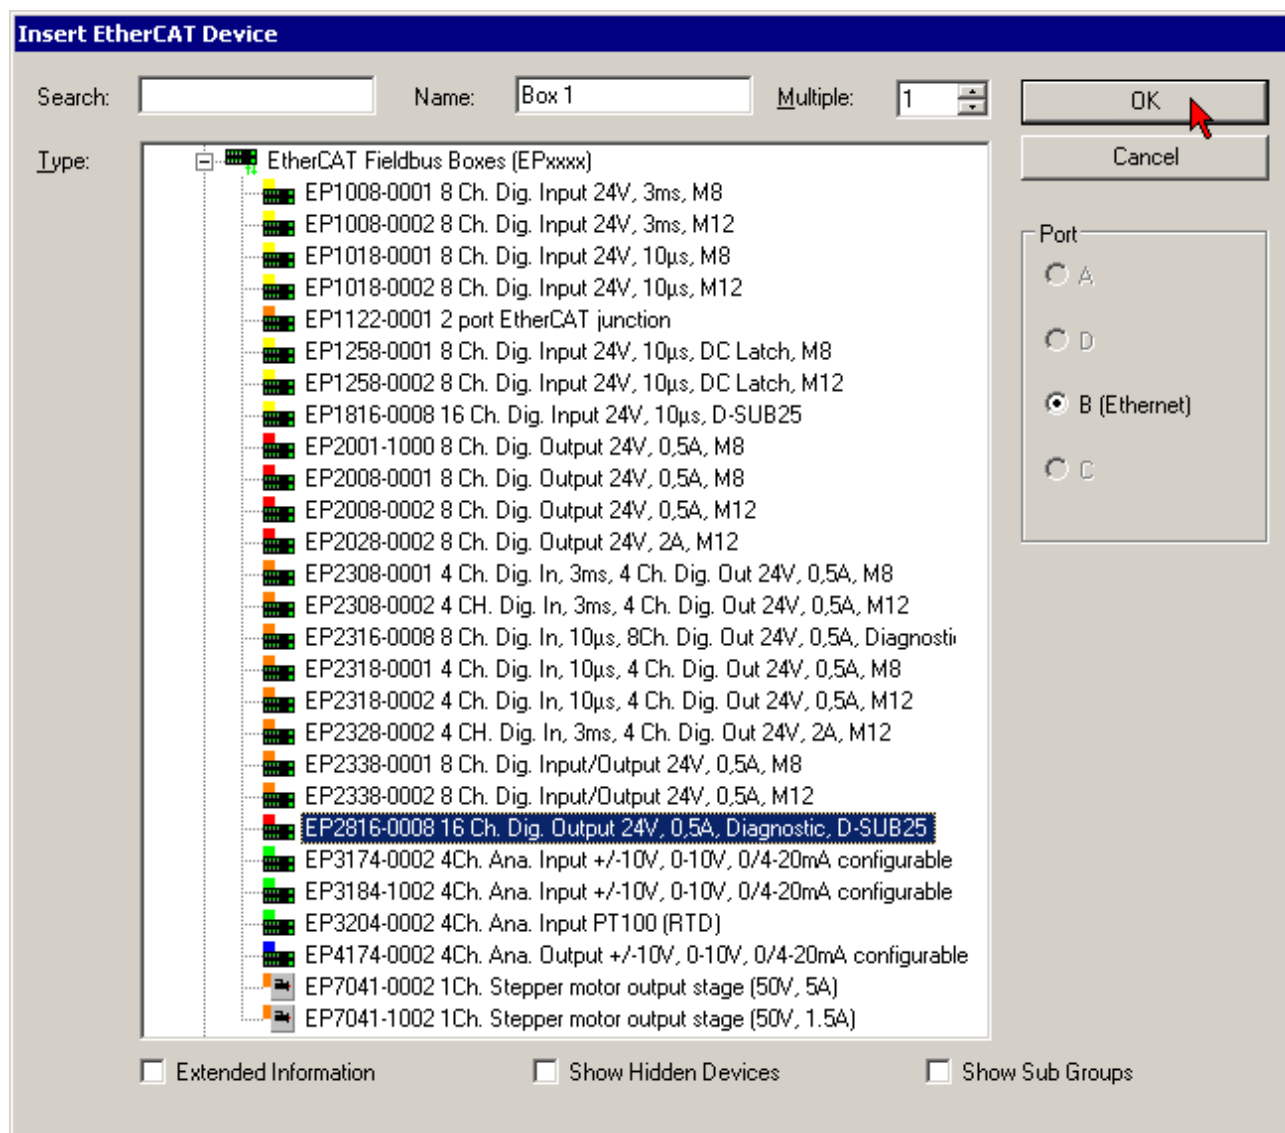 Insert EtherCAT Device
Search: Name: Box 1 Multiple: 1 OK
Type: Cancel
EtherCAT Fieldbus Boxes (EPxxxx)
EP1008-0001 8 Ch. Dig. Input 24V, 3ms, M8
EP1008-0002 8 Ch. Dig. Input 24V, 3ms, M12
EP1018-0001 8 Ch. Dig. Input 24V, 10µs, M8
EP1018-0002 8 Ch. Dig. Input 24V, 10µs, M12
EP1122-0001 2 port EtherCAT junction
EP1258-0001 8 Ch. Dig. Input 24V, 10µs, DC Latch, M8
EP1258-0002 8 Ch. Dig. Input 24V, 10µs, DC Latch, M12
EP1816-0008 16 Ch. Dig. Input 24V, 10µs, D-SUB25
EP2001-1000 8 Ch. Dig. Output 24V, 0,5A, M8
EP2008-0001 8 Ch. Dig. Output 24V, 0,5A, M8
EP2008-0002 8 Ch. Dig. Output 24V, 0,5A, M12
EP2028-0002 8 Ch. Dig. Output 24V, 2A, M12
EP2308-0001 4 Ch. Dig. In, 3ms, 4 Ch. Dig. Out 24V, 0,5A, M8
EP2308-0002 4 CH. Dig. In, 3ms, 4 Ch. Dig. Out 24V, 0,5A, M12
EP2316-0008 8 Ch. Dig. In, 10µs, 8Ch. Dig. Out 24V, 0,5A, Diagnosti
EP2318-0001 4 Ch. Dig. In, 10µs, 4 Ch. Dig. Out 24V, 0,5A, M8
EP2318-0002 4 Ch. Dig. In, 10µs, 4 Ch. Dig. Out 24V, 0,5A, M12
EP2328-0002 4 CH. Dig. In, 3ms, 4 Ch. Dig. Out 24V, 2A, M12
EP2338-0001 8 Ch. Dig. Input/Output 24V, 0,5A, M8
EP2338-0002 8 Ch. Dig. Input/Output 24V, 0,5A, M12
EP2816-0008 16 Ch. Dig. Output 24V, 0,5A, Diagnostic, D-SUB25
EP3174-0002 4Ch. Ana. Input +/-10V, 0-10V, 0/4-20mA configurable
EP3184-1002 4Ch. Ana. Input +/-10V, 0-10V, 0/4-20mA configurable
EP3204-0002 4Ch. Ana. Input PT100 (RTD)
EP4174-0002 4Ch. Ana. Output +/-10V, 0-10V, 0/4-20mA configurable
EP7041-0002 1Ch. Stepper motor output stage (50V, 5A)
EP7041-1002 1Ch. Stepper motor output stage (50V, 1.5A)
Port
A
D
B (Ethernet)
C
Extended Information Show Hidden Devices Show Sub Groups